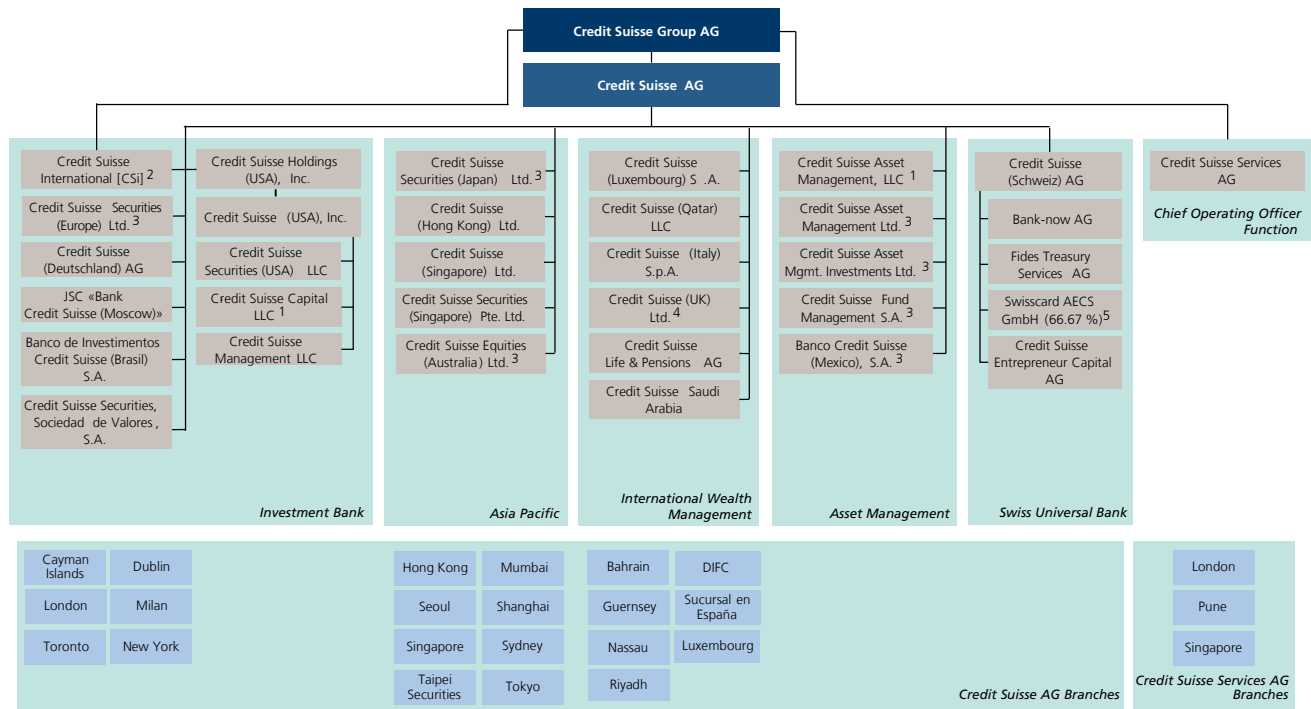 Credit Suisse Group AG
Credit Suisse AG
Credit Suisse
International [CSi] 2
Credit Suisse Securities
(Europe) Ltd. 3
Credit Suisse
(Deutschland) AG
JSC «Bank
Credit Suisse (Moscow)»
Banco de Investimentos
Credit Suisse (Brasil)
S.A.
Credit Suisse Securities,
Sociedad de Valores,
S.A.
Credit Suisse Holdings
(USA), Inc.
Credit Suisse (USA), Inc.
Credit Suisse
Securities (USA) LLC
Credit Suisse Capital
LLC 1
Credit Suisse
Management LLC
Investment Bank
Credit Suisse
Securities (Japan) Ltd. 3
Credit Suisse
(Hong Kong) Ltd.
Credit Suisse
(Singapore) Ltd.
Credit Suisse Securities
(Singapore) Pte. Ltd.
Credit Suisse Equities
(Australia) Ltd. 3
Asia Pacific
Credit Suisse
(Luxembourg) S .A.
Credit Suisse (Qatar)
LLC
Credit Suisse (Italy)
S.p.A.
Credit Suisse (UK)
Ltd. 4
Credit Suisse
Life & Pensions AG
Credit Suisse Saudi
Arabia
International Wealth
Management
Credit Suisse Asset
Management, LLC 1
Credit Suisse Asset
Management Ltd. 3
Credit Suisse Asset
Mgmt. Investments Ltd. 3
Credit Suisse Fund
Management S.A. 3
Banco Credit Suisse
(Mexico), S.A. 3
Asset Management
Credit Suisse
(Schweiz) AG
Bank-now AG
Fides Treasury
Services AG
Swisscard AECS
GmbH (66.67 %)5
Credit Suisse
Entrepreneur Capital
AG
Swiss Universal Bank
Credit Suisse Services
AG
Chief Operating Officer
Function
Cayman
Islands
Dublin
London
Milan
Toronto
New York
Hong Kong
Mumbai
Seoul
Shanghai
Singapore
Sydney
Taipei
Securities
Tokyo
Bahrain
DIFC
Guernsey
Sucursal en
España
Nassau
Luxembourg
Riyadh
Credit Suisse AG Branches
London
Pune
Singapore
Credit Suisse Services AG
Branches